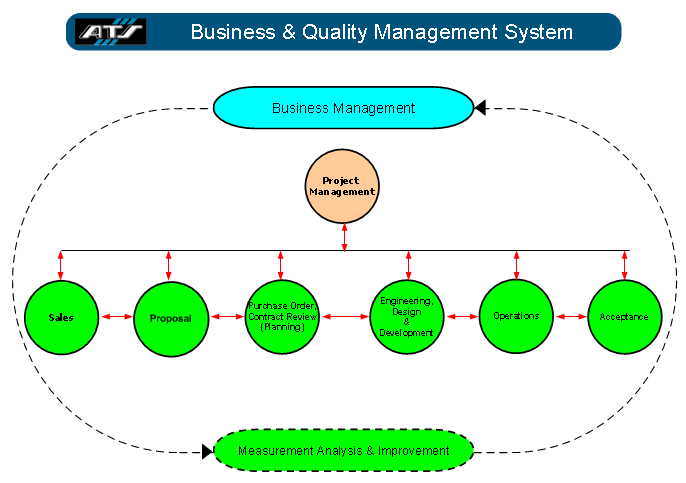 ATS
Business & Quality Management System
Business Management
Project
Management
Sales
Proposal
Purchase Order,
Contract Review
(Planning)
Engineering,
Design
&
Development
Operations
Acceptance
Measurement Analysis & Improvement